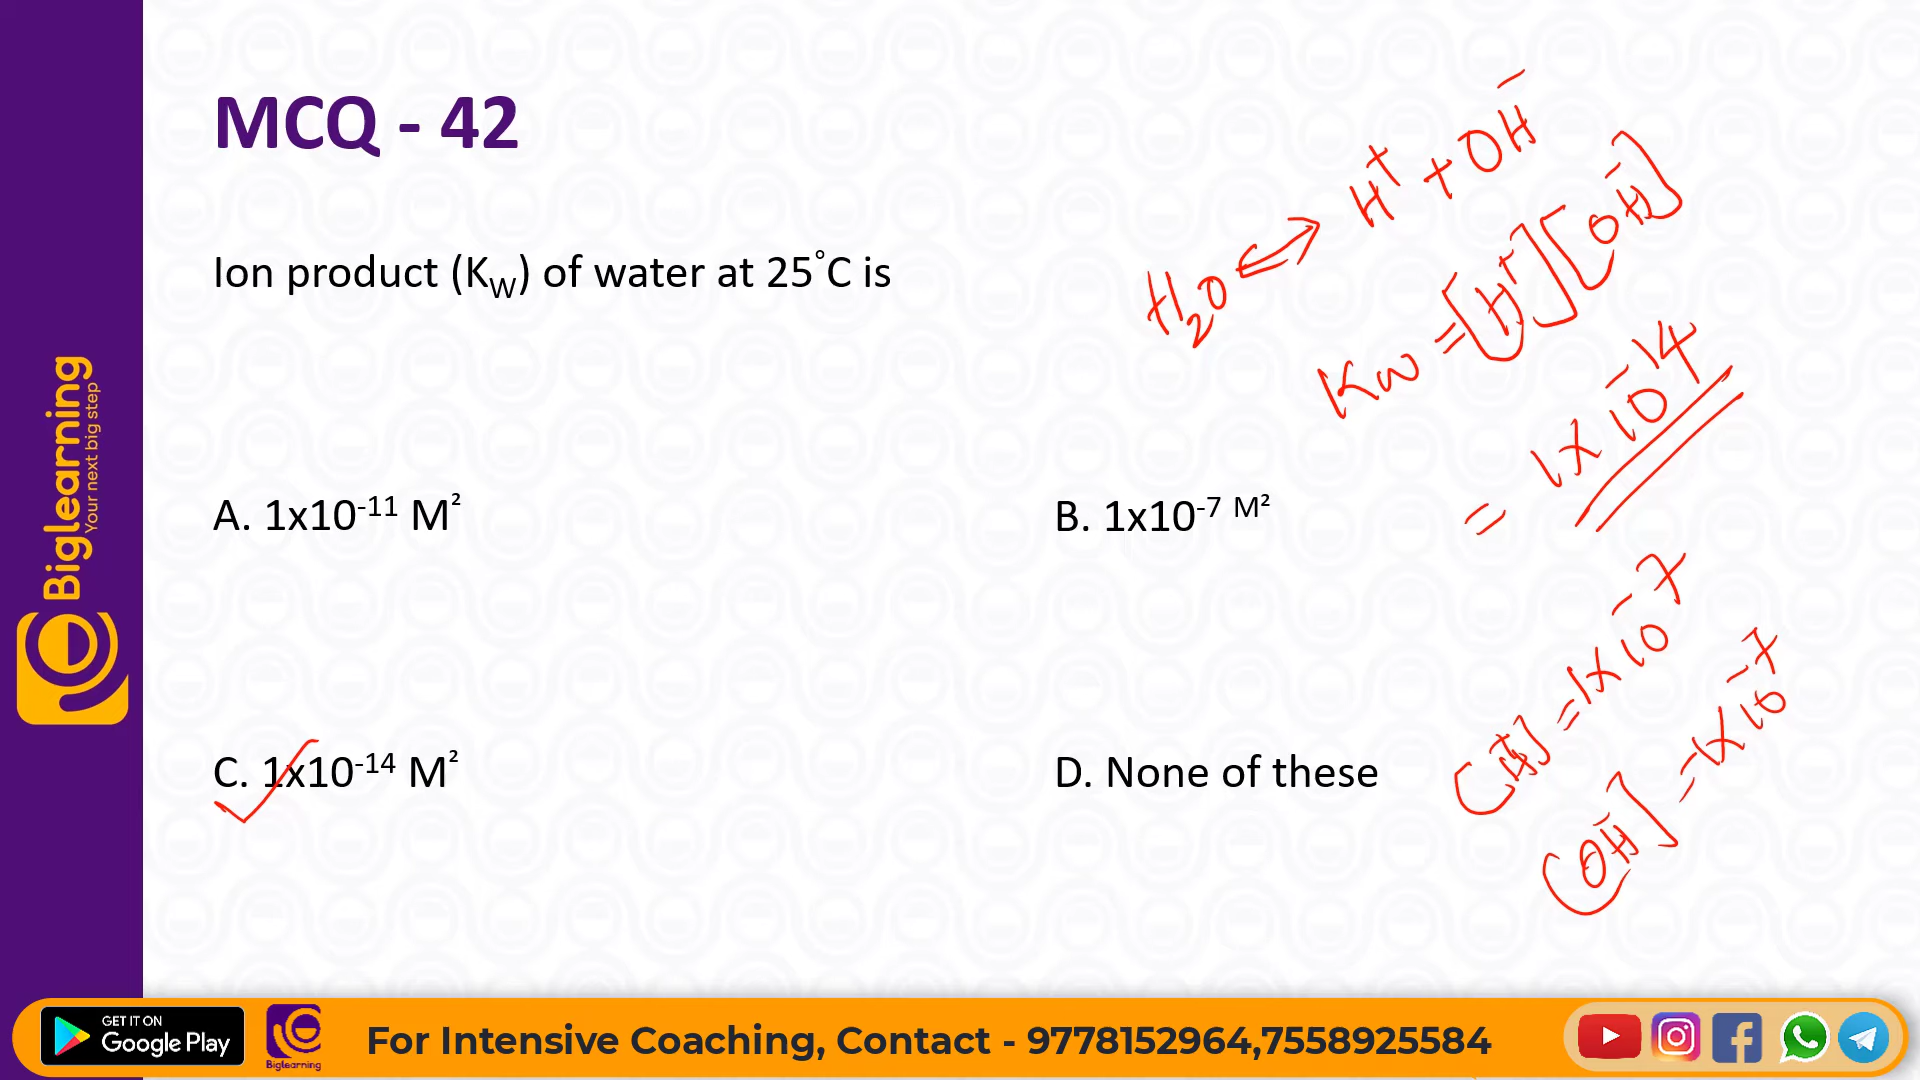 MCQ - 42
Ion product (K_W) of water at 25°C is
A. 1x10⁻¹¹ M²
B. 1x10⁻⁷ M²
C. 1x10⁻¹⁴ M²
D. None of these
H₂O ⟷ H⁺ + OH⁻
Kw = [H⁺][OH⁻]
= 1x10⁻¹⁴
[H⁺] = 1x10⁻⁷
[OH⁻] = 1x10⁻⁷
Biglearning
Your next big step
GET IT ON
Google Play
Biglearning
For Intensive Coaching, Contact - 9778152964,7558925584